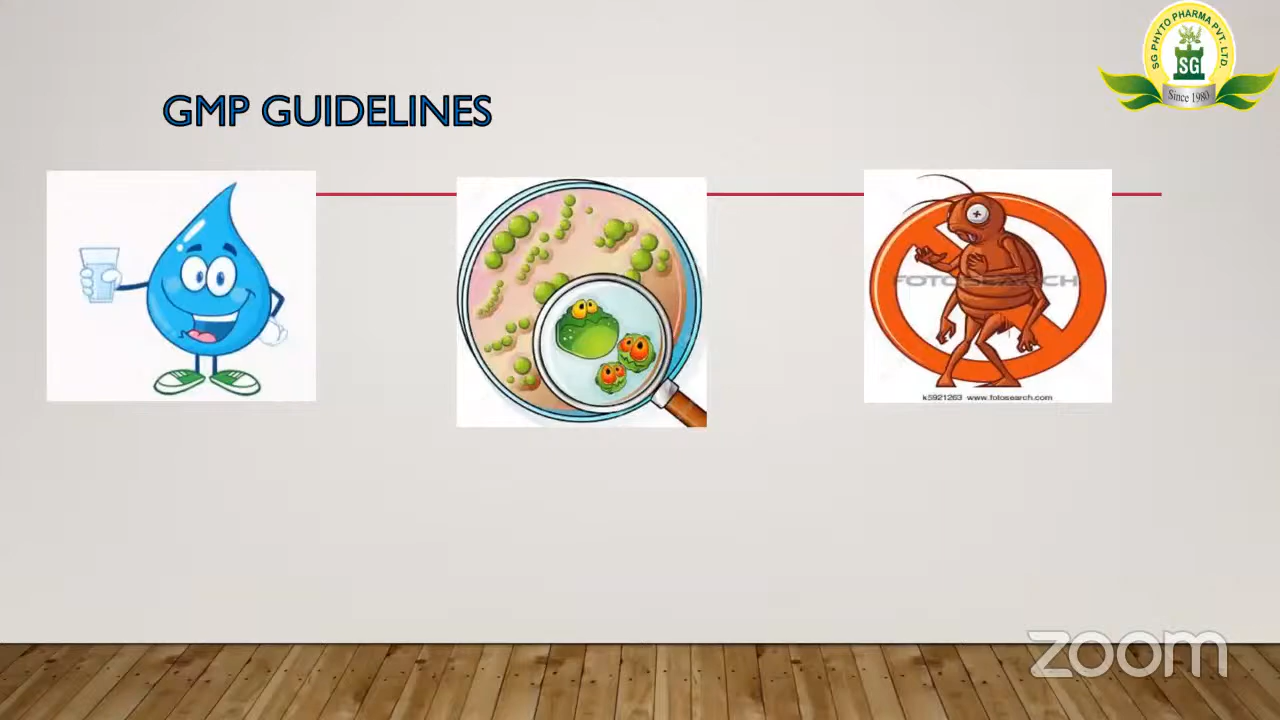 SG PHYTO PHARMA PVT. LTD.
SG
Since 1980
GMP GUIDELINES
FOTOSEARCH
k5921263 www.fotosearch.com
zoom